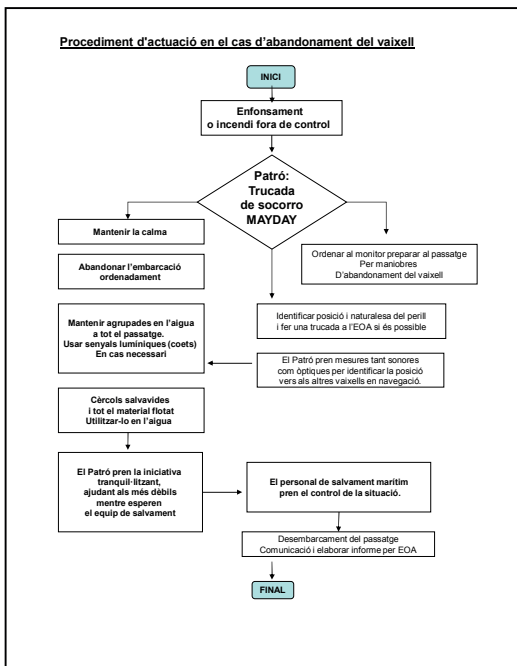 Procediment d'actuació en el cas d'abandonament del vaixell
INICI
Enfonsament
o incendi fora de control
Patró:
Trucada
de socorro
MAYDAY
Mantenir la calma
Ordenar al monitor preparar al passatge
Per maniobres
D'abandonament del vaixell
Abandonar l'embarcació
ordenadament
Identificar posició i naturalesa del perill
i fer una trucada a l'EOA si és possible
Mantenir agrupades en l'aigua
a tot el passatge.
Usar senyals lumíniques (coets)
En cas necessari
El Patró pren mesures tant sonores
com òptiques per identificar la posició
vers als altres vaixells en navegació.
Cèrcols salvavides
i tot el material flotat
Utilitzar-lo en l'aigua
El Patró pren la iniciativa
tranquil·litzant,
ajudant als més dèbils
mentre esperen
el equip de salvament
El personal de salvament marítim
pren el control de la situació.
Desembarcament del passatge
Comunicació i elaborar informe per EOA
FINAL